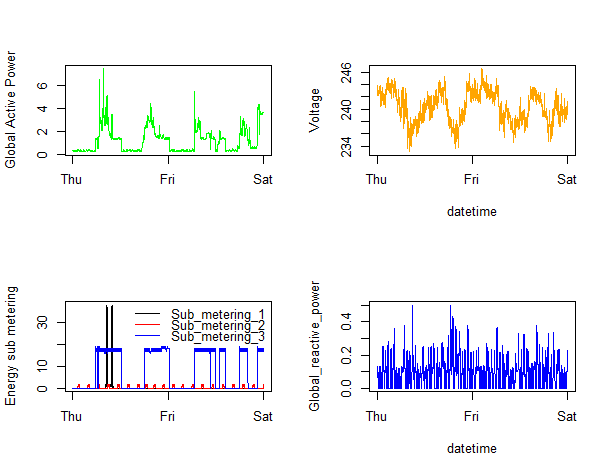 Global Active Power
0 2 4 6
Thu Fri Sat
Voltage
234 240 246
Thu Fri Sat
datetime
Energy sub metering
0 10 30
Sub_metering_1
Sub_metering_2
Sub_metering_3
Thu Fri Sat
Global_reactive_power
0.0 0.2 0.4
Thu Fri Sat
datetime